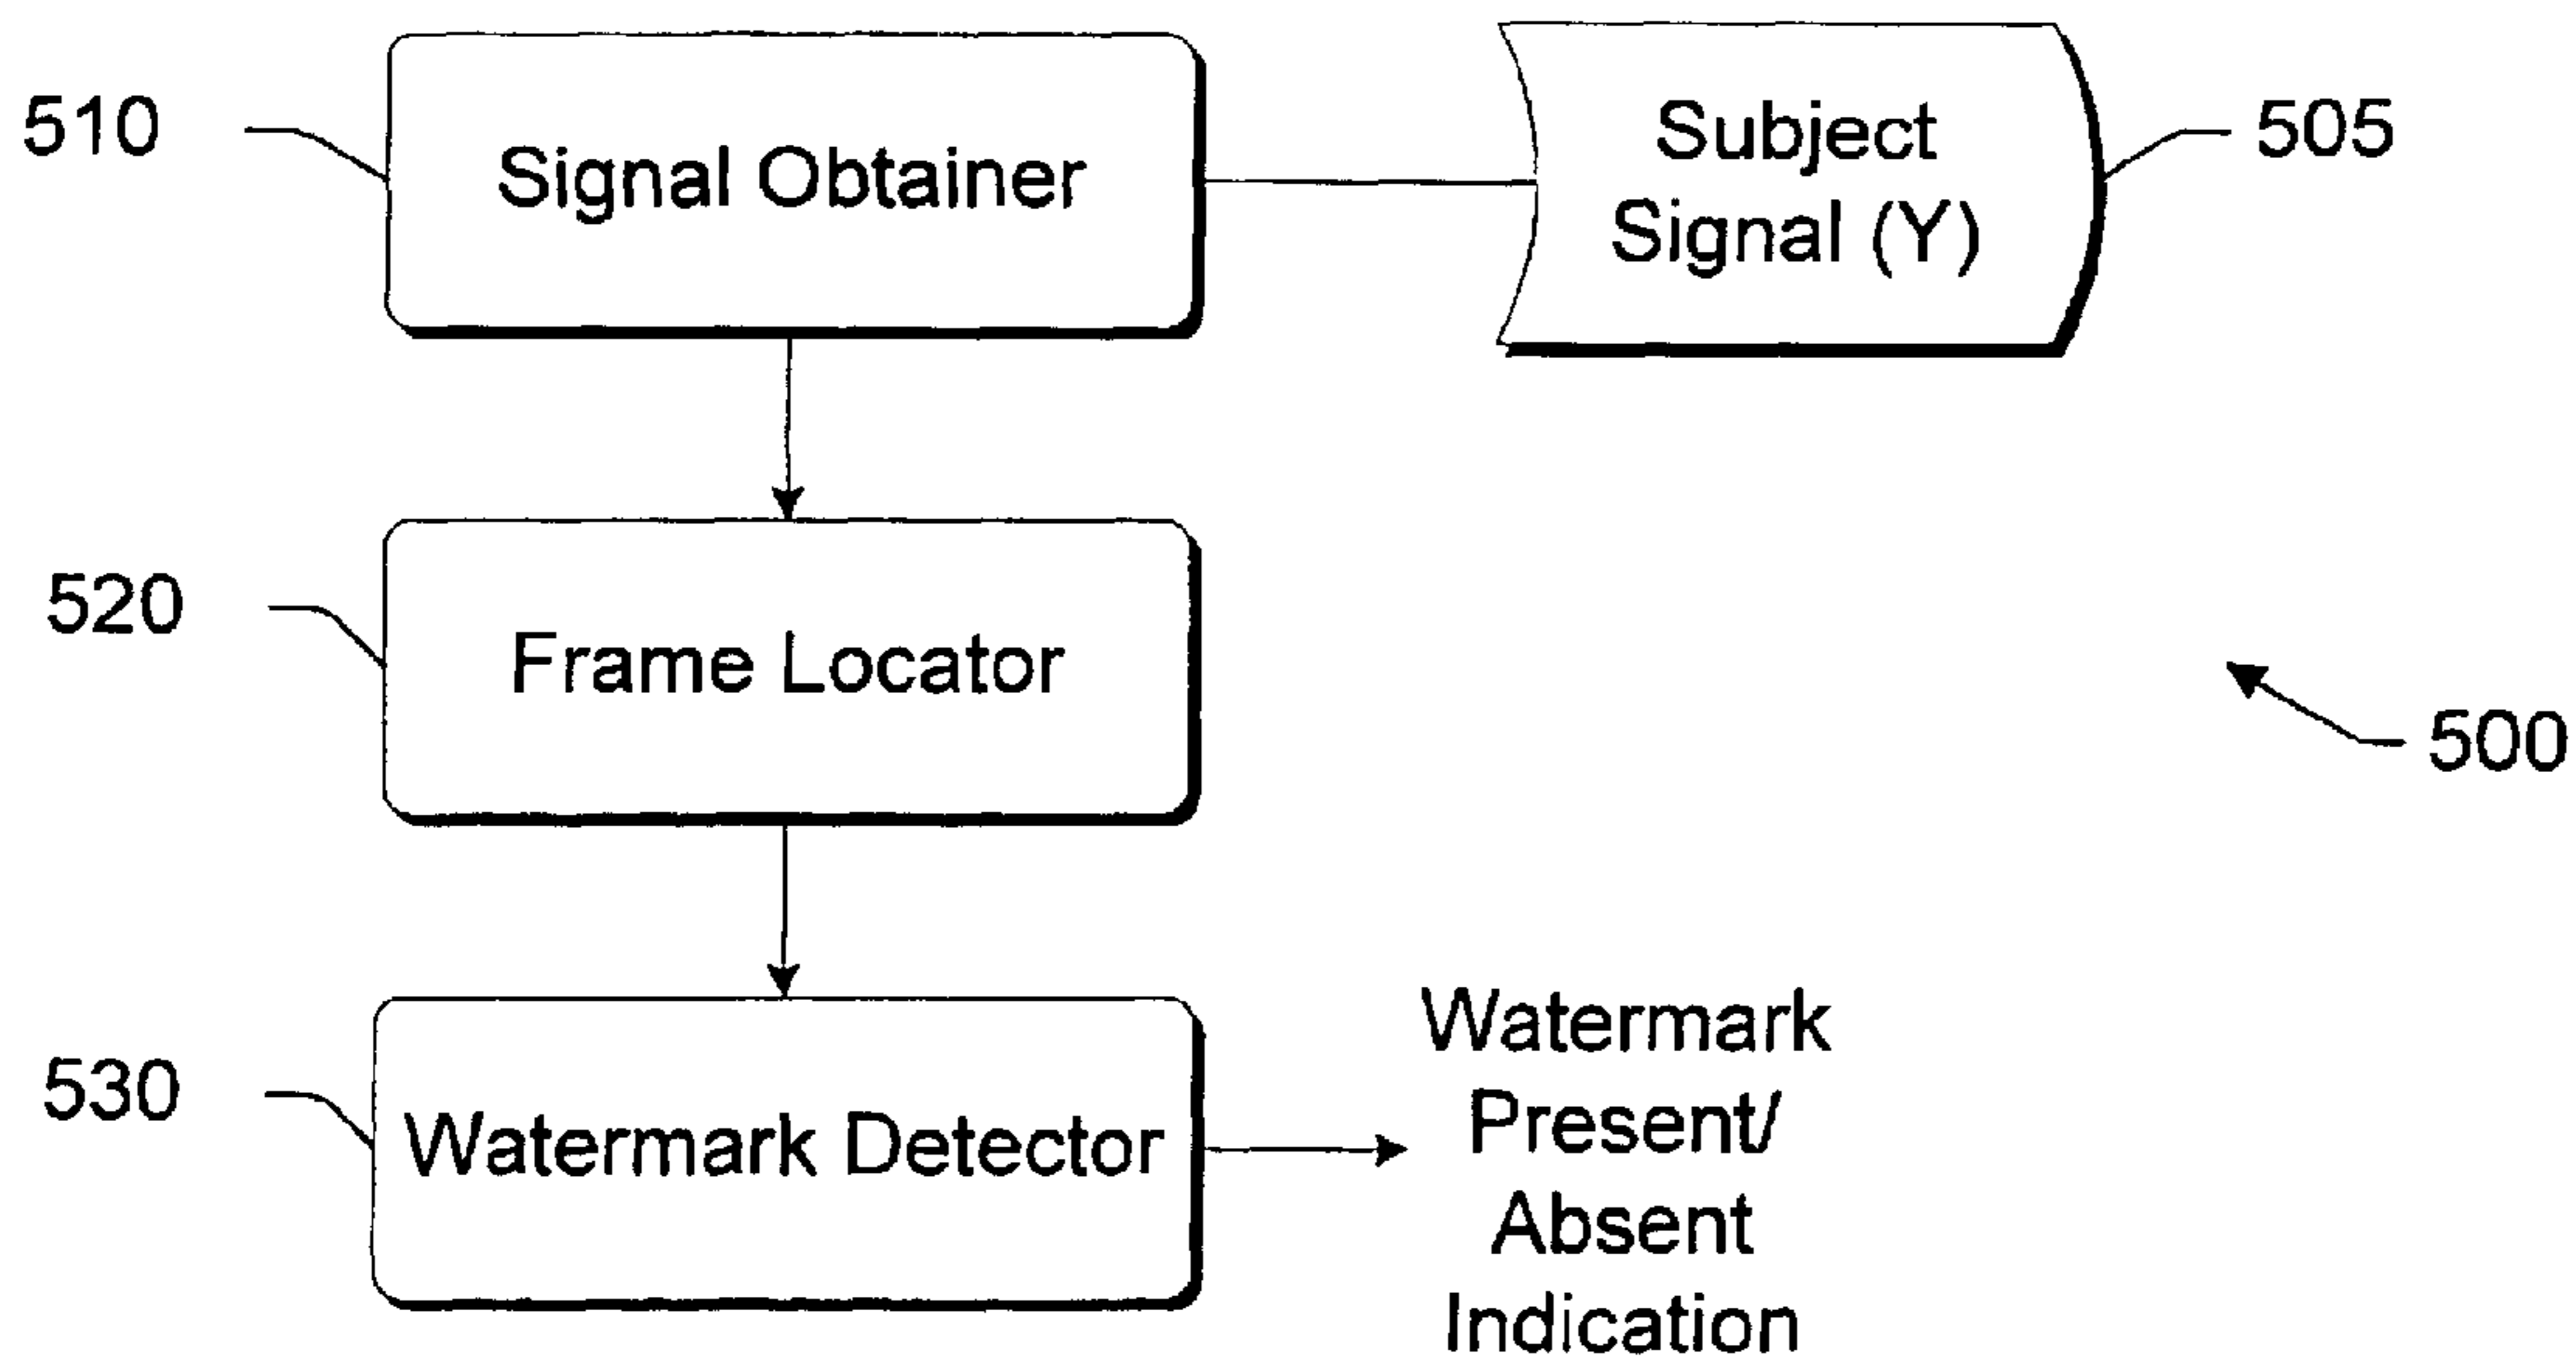 510
Signal Obtainer
Subject
Signal (Y)
505
520
Frame Locator
500
530
Watermark Detector
Watermark
Present/
Absent
Indication